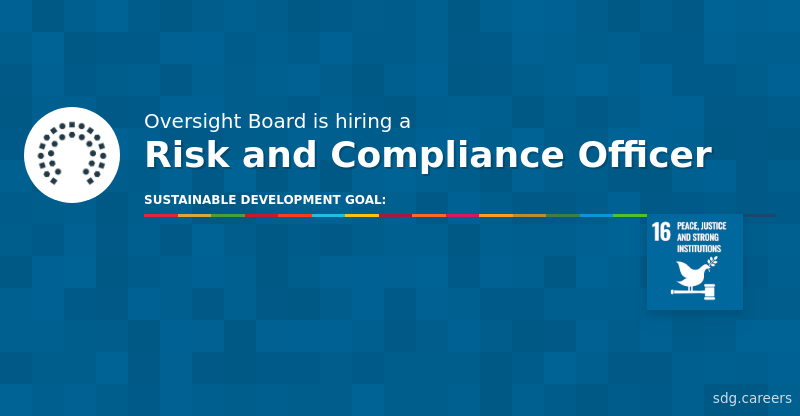 Oversight Board is hiring a
Risk and Compliance Officer
SUSTAINABLE DEVELOPMENT GOAL:
16 PEACE, JUSTICE
AND STRONG
INSTITUTIONS
sdg.careers